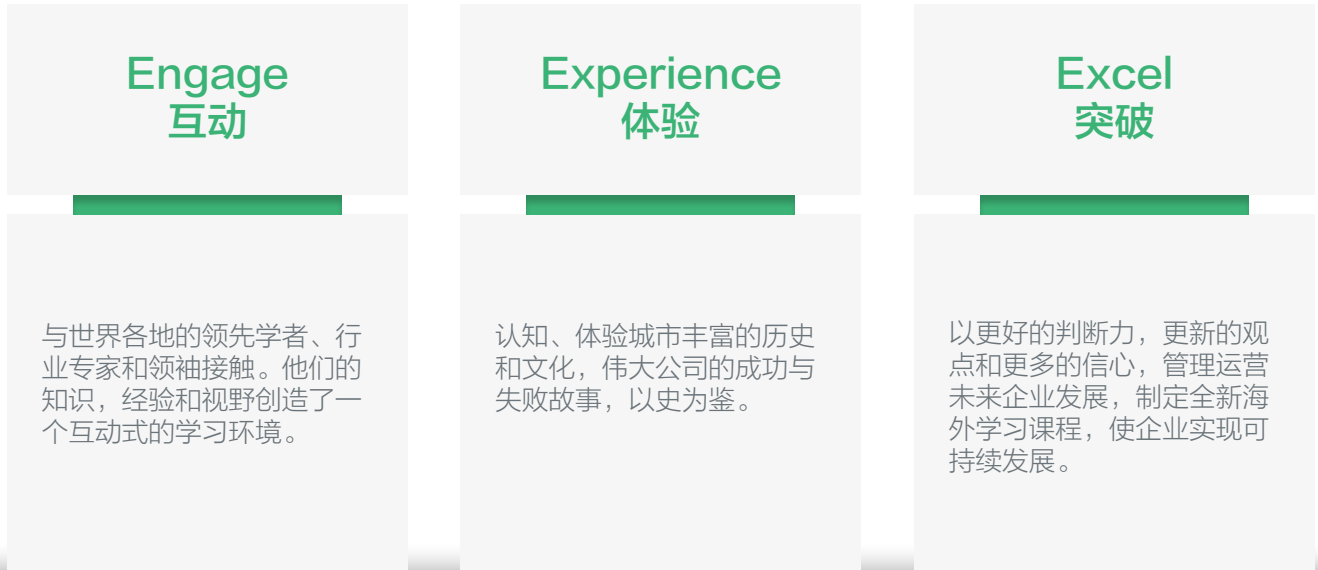 Engage
互动
与世界各地的领先学者、行
业专家和领袖接触。他们的
知识，经验和视野创造了一
个互动式的学习环境。
Experience
体验
认知、体验城市丰富的历史
和文化，伟大公司的成功与
失败故事，以史为鉴。
Excel
突破
以更好的判断力，更新的观
点和更多的信心，管理运营
未来企业发展，制定全新海
外学习课程，使企业实现可
持续发展。